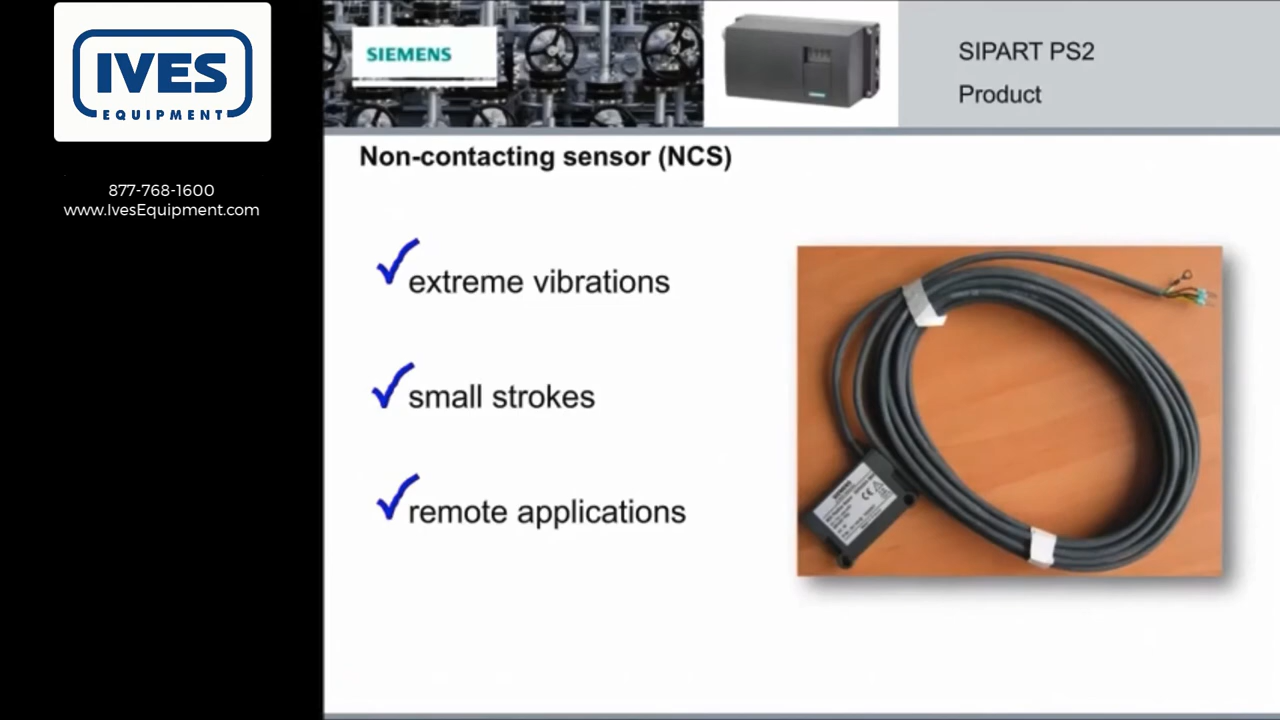 IVES
EQUIPMENT
877-768-1600
www.IvesEquipment.com
SIEMENS
SIPART PS2
Product
Non-contacting sensor (NCS)
extreme vibrations
small strokes
remote applications